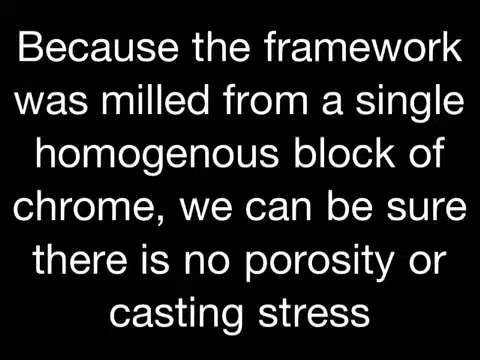 Because the framework
was milled from a single
homogenous block of
chrome, we can be sure
there is no porosity or
casting stress